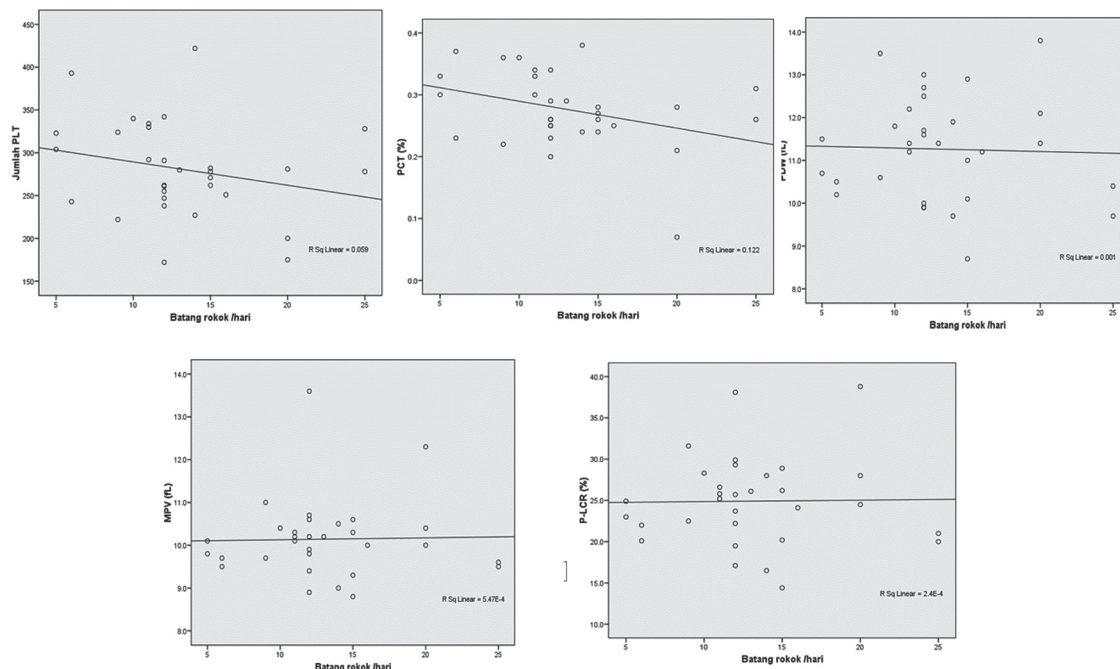 450
400
350
300
250
200
150
Jumlah PLT
R Sq Linear = 0.059
5 10 15 20 25
Batang rokok /hari
0.4
0.3
0.2
0.1
0.0
PCT (%)
R Sq Linear = 0.122
5 10 15 20 25
Batang rokok /hari
14.0
13.0
12.0
11.0
10.0
9.0
8.0
PDW (fL)
R Sq Linear = 0.001
5 10 15 20 25
Batang rokok /hari
14.0
13.0
12.0
11.0
10.0
9.0
8.0
MPV (fL)
R Sq Linear = 5.47E-4
5 10 15 20 25
Batang rokok /hari
40.0
35.0
30.0
25.0
20.0
15.0
10.0
P-LCR (%)
R Sq Linear = 2.4E-4
5 10 15 20 25
Batang rokok /hari